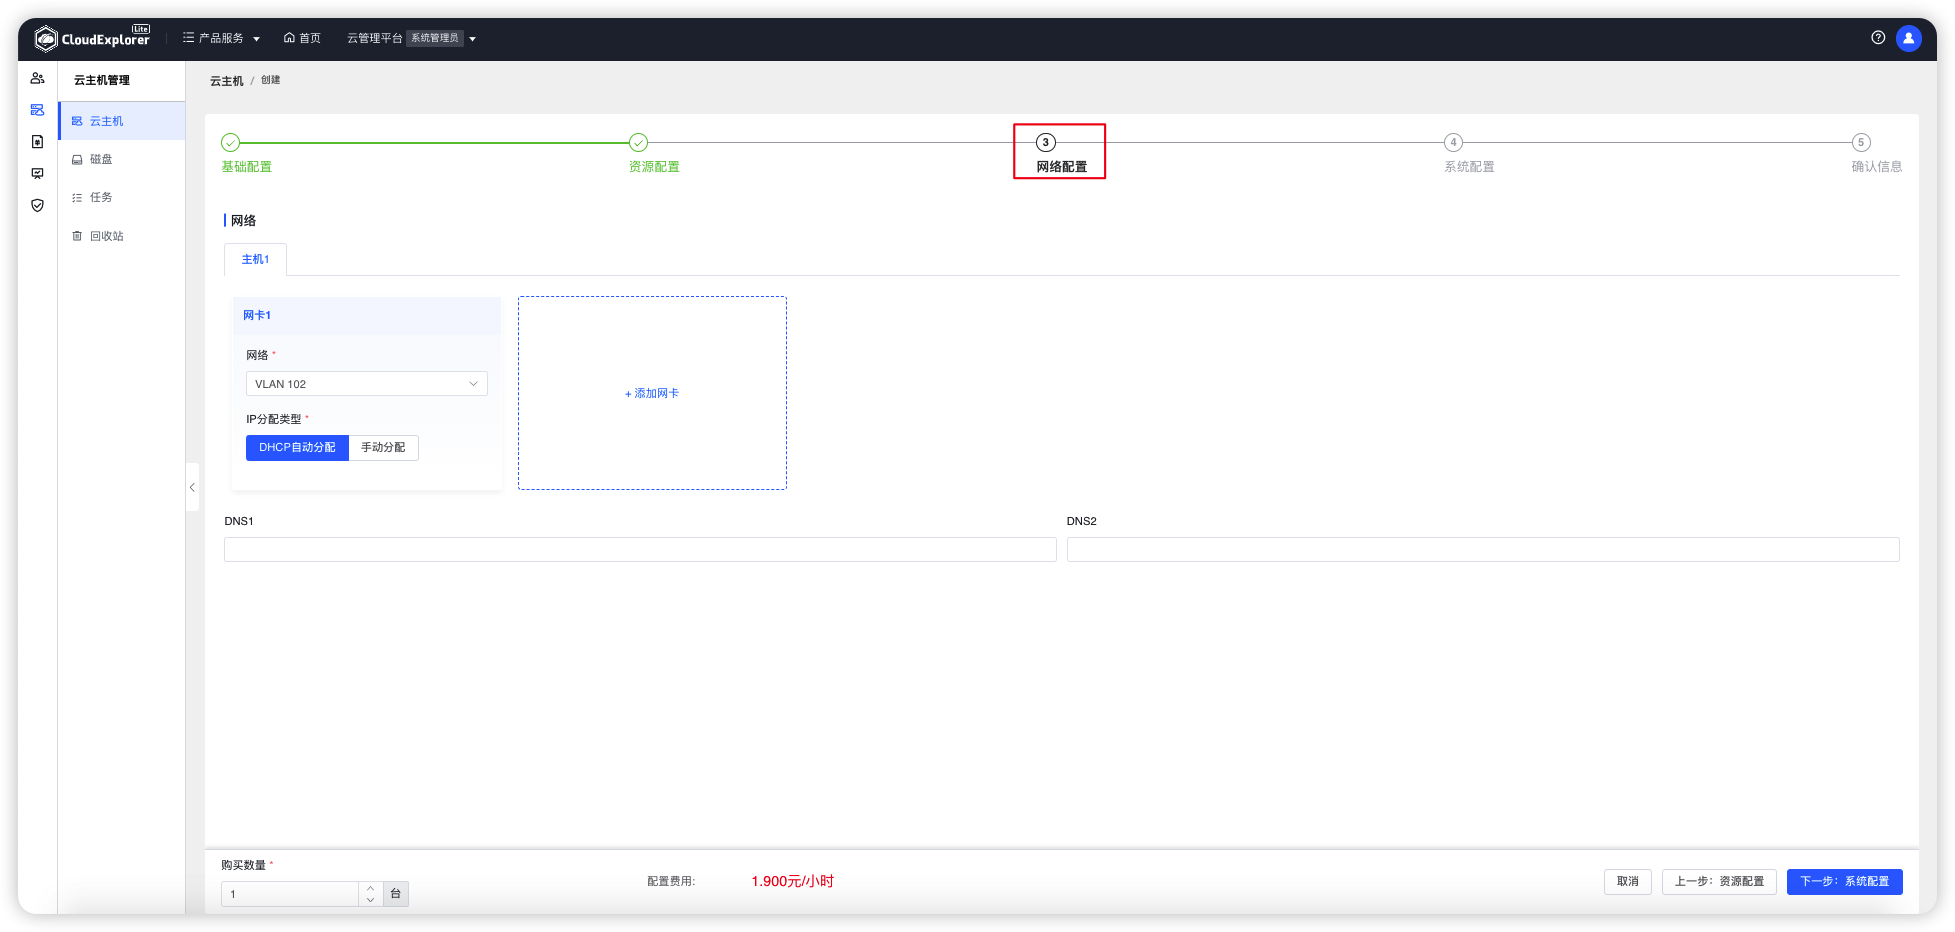 CloudExplorer Lite
产品服务
首页
云管理平台 系统管理员
云主机管理
云主机
磁盘
任务
回收站
云主机 / 创建
基础配置
资源配置
3
网络配置
4
系统配置
5
确认信息
网络
主机1
网卡1
网络 *
VLAN 102
IP分配类型 *
DHCP自动分配 手动分配
+ 添加网卡
DNS1
DNS2
购买数量 *
1 台
配置费用: 1.900元/小时
取消
上一步：资源配置
下一步：系统配置